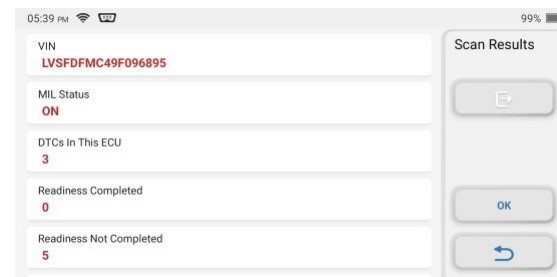 05:39 PM
99%
VIN
LVSFDFMC49F096895
MIL Status
ON
DTCs In This ECU
3
Readiness Completed
0
Readiness Not Completed
5
Scan Results
OK